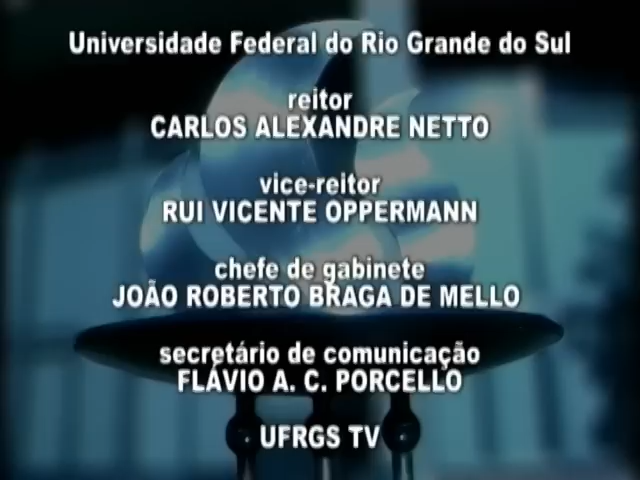 Universidade Federal do Rio Grande do Sul
reitor
CARLOS ALEXANDRE NETTO
vice-reitor
RUI VICENTE OPPERMANN
chefe de gabinete
JOÃO ROBERTO BRAGA DE MELLO
secretário de comunicação
FLÁVIO A. C. PORCELLO
UFRGS TV